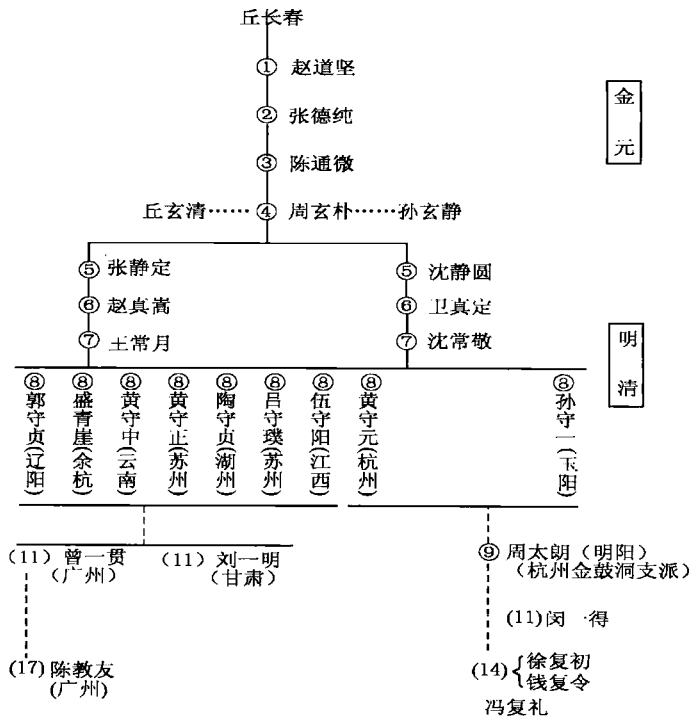 丘长春
① 赵道坚
② 张德纯
③ 陈通微
丘玄清……④ 周玄朴……孙玄静
金元
⑤ 张静定
⑥ 赵真嵩
⑦ 王常月
⑤ 沈静圆
⑥ 卫真定
⑦ 沈常敬
明清
⑧郭守贞(辽阳)
⑧盛青崖(余杭)
⑧黄守中(云南)
⑧黄守正(苏州)
⑧陶守贞(湖州)
⑧吕守璞(苏州)
⑧伍守阳(江西)
⑧黄守元(杭州)
⑧孙守一(玉阳)
(11) 曾一贯
(广州)
(11) 刘一明
(甘肃)
(17) 陈教友
(广州)
⑨ 周太朗（明阳）
（杭州金鼓洞支派）
(11)闵一得
(14){徐复初
钱复令
冯复礼